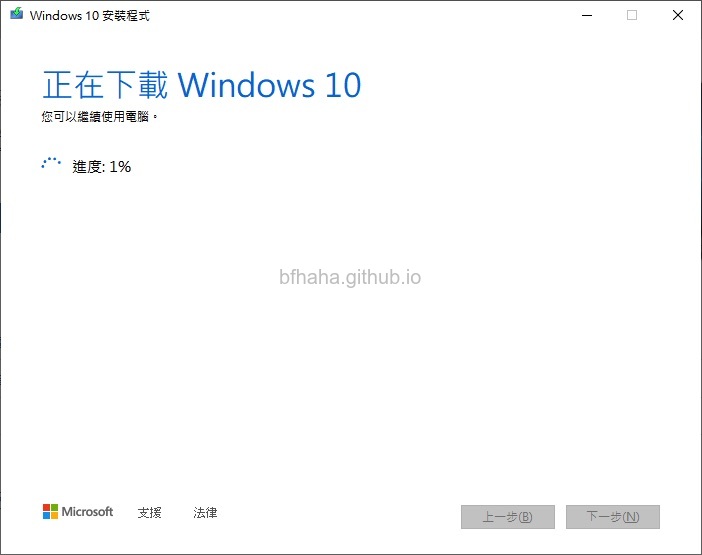 Windows 10 安裝程式
正在下載 Windows 10
您可以繼續使用電腦。
進度: 1%
bfhaha.github.io
Microsoft 支援 法律
上一步(B) 下一步(N)